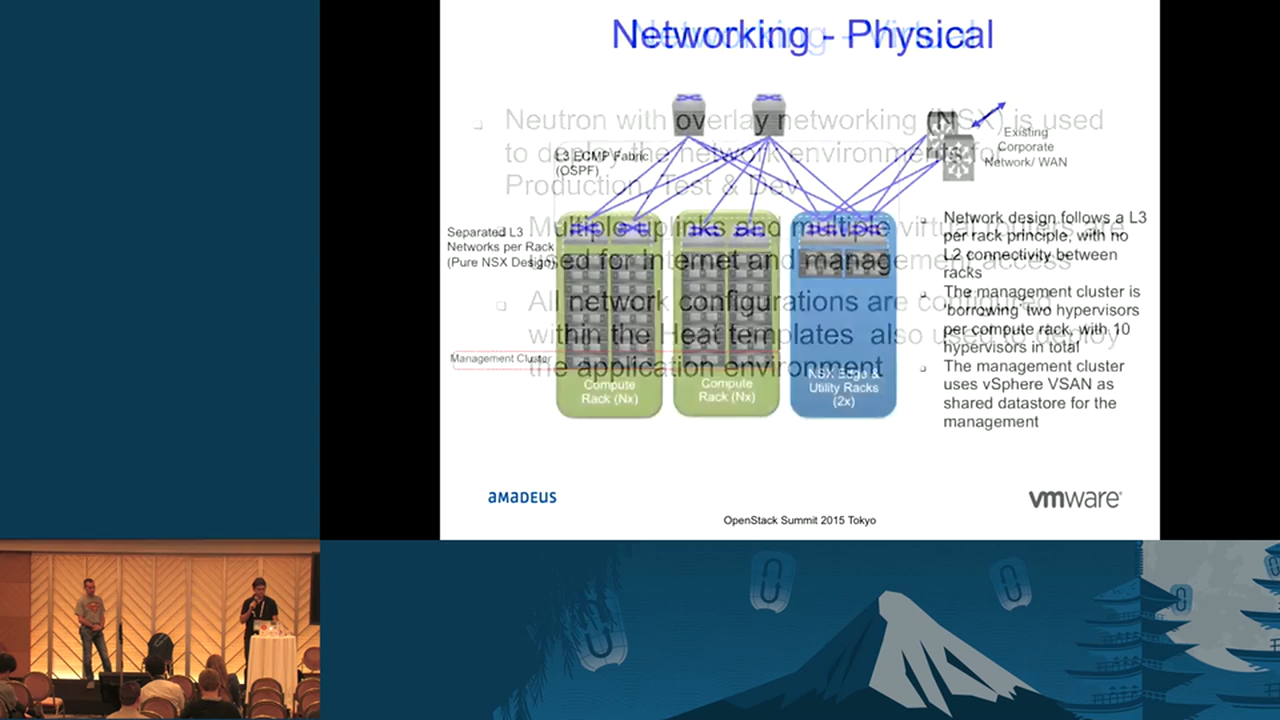 Networking - Physical
Networking - Virtual
Neutron with overlay networking (NSX) is used
to deploy the network environments for
Production, Test & Dev
Multiple uplinks and multiple virtual routers are
used for Internet and management access
All network configurations are configured
within the Heat templates also used to deploy
the application environment
L3 ECMP Fabric
(OSPF)
Existing
Corporate
Network/ WAN
Separated L3
Networks per Rack
(Pure NSX Design)
Management Cluster
Compute
Rack (Nx)
Compute
Rack (Nx)
NSX Edge &
Utility Racks
(2x)
Network design follows a L3
per rack principle, with no
L2 connectivity between
racks
The management cluster is
'borrowing' two hypervisors
per compute rack, with 10
hypervisors in total
The management cluster
uses vSphere VSAN as
shared datastore for the
management
amadeus
vmware
OpenStack Summit 2015 Tokyo